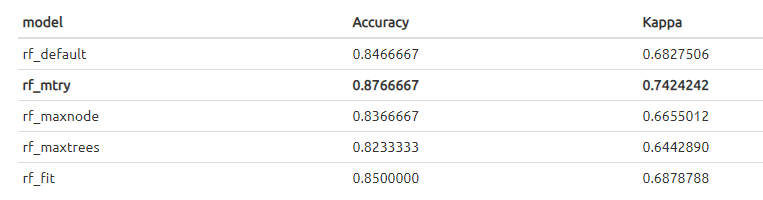 model Accuracy Kappa
rf_default 0.8466667 0.6827506
rf_mtry 0.8766667 0.7424242
rf_maxnode 0.8366667 0.6655012
rf_maxtrees 0.8233333 0.6442890
rf_fit 0.8500000 0.6878788